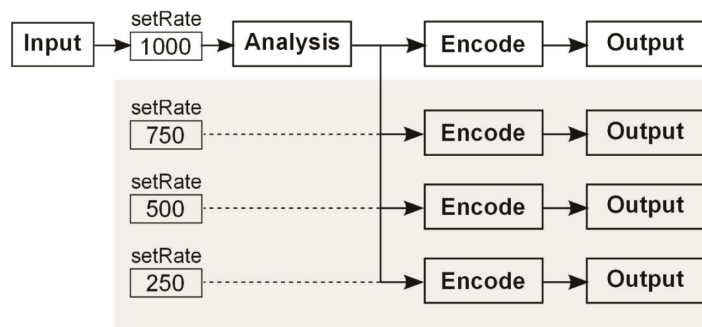 setRate
Input 1000 Analysis Encode Output
setRate
750 Encode Output
setRate
500 Encode Output
setRate
250 Encode Output